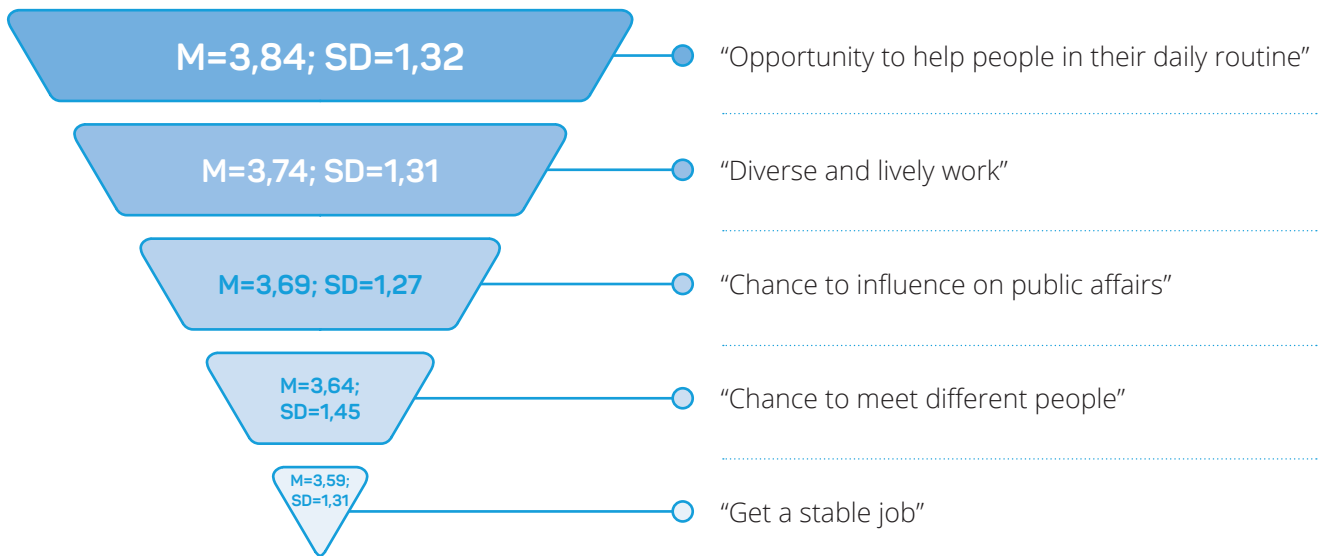 M=3,84; SD=1,32
“Opportunity to help people in their daily routine”
M=3,74; SD=1,31
“Diverse and lively work”
M=3,69; SD=1,27
“Chance to influence on public affairs”
M=3,64;
SD=1,45
“Chance to meet different people”
M=3,59;
SD=1,31
“Get a stable job”